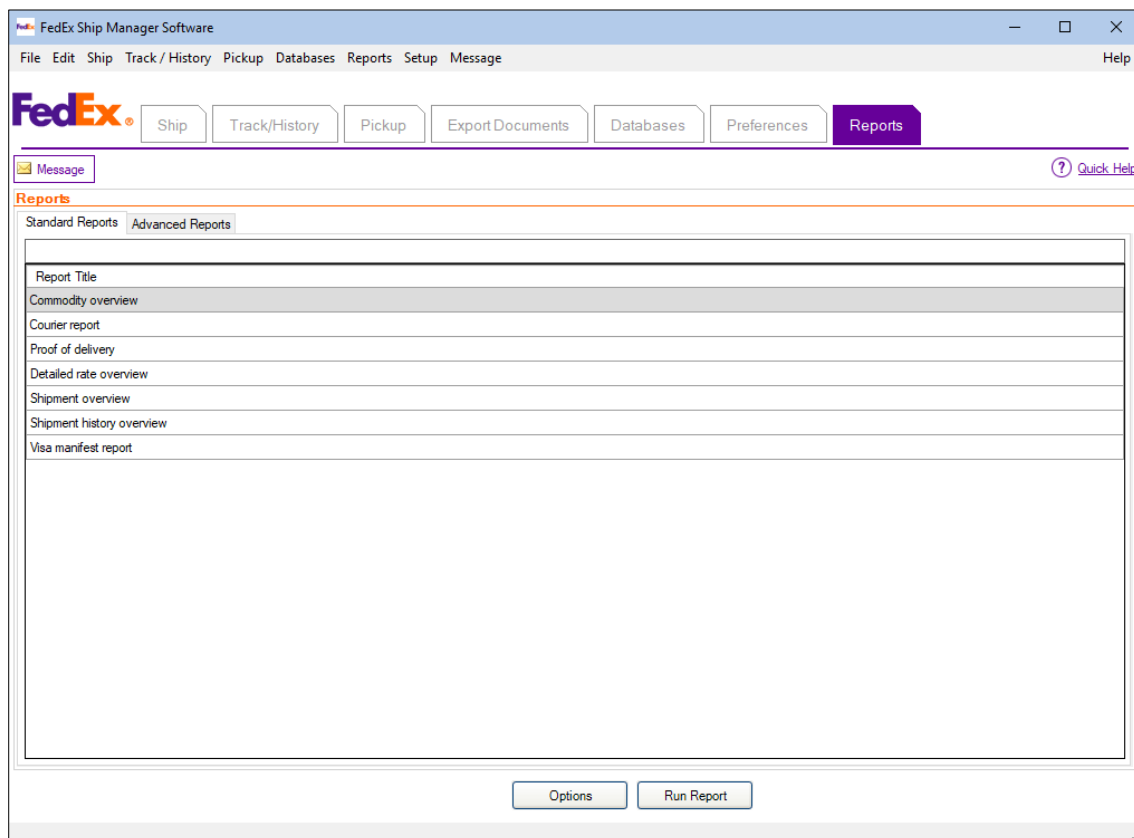 FedEx FedEx Ship Manager Software
File Edit Ship Track / History Pickup Databases Reports Setup Message Help
FedEx® Ship Track/History Pickup Export Documents Databases Preferences Reports
Message ? Quick Help
Reports
Standard Reports Advanced Reports
Report Title
Commodity overview
Courier report
Proof of delivery
Detailed rate overview
Shipment overview
Shipment history overview
Visa manifest report
Options Run Report